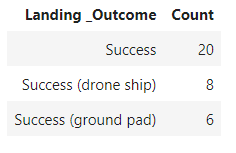 Landing _Outcome Count
Success 20
Success (drone ship) 8
Success (ground pad) 6